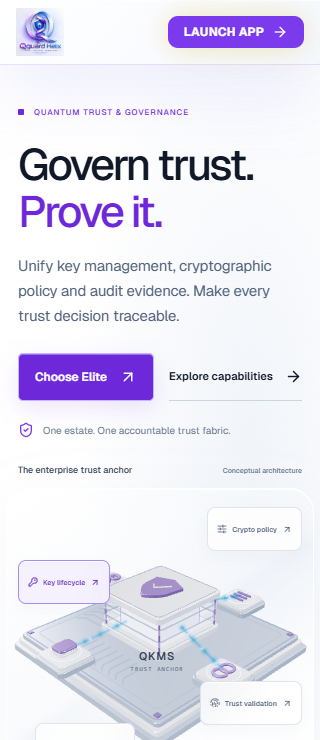 Qguard Helix
LAUNCH APP
QUANTUM TRUST & GOVERNANCE
Govern trust.
Prove it.
Unify key management, cryptographic
policy and audit evidence. Make every
trust decision traceable.
Choose Elite
Explore capabilities
One estate. One accountable trust fabric.
The enterprise trust anchor
Conceptual architecture
Crypto policy
Key lifecycle
QKMS
TRUST ANCHOR
Trust validation